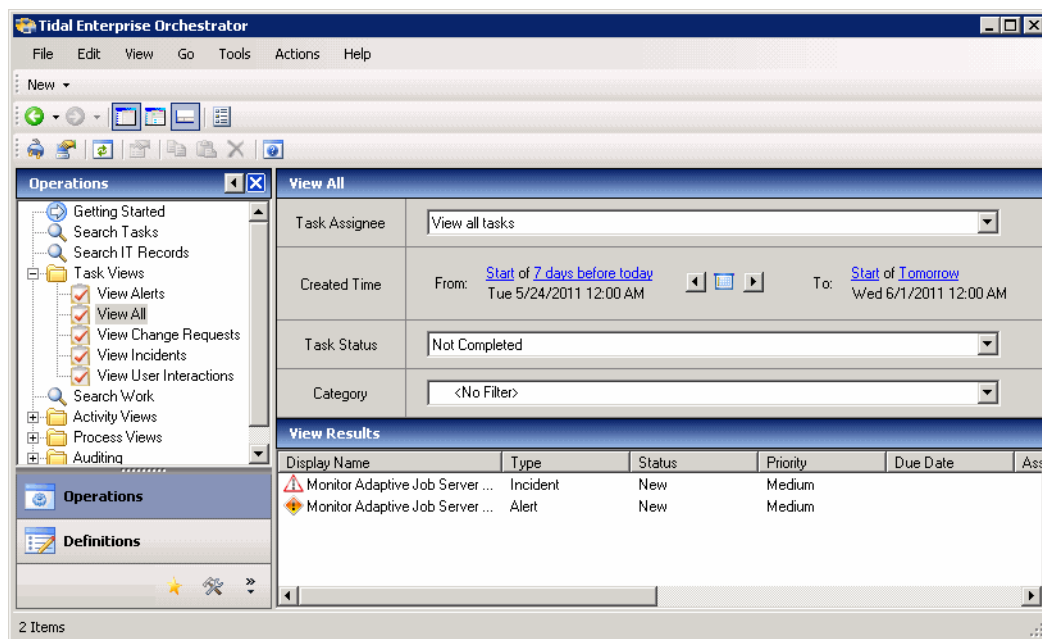 Tidal Enterprise Orchestrator
File Edit View Go Tools Actions Help
New
Operations
Getting Started
Search Tasks
Search IT Records
Task Views
View Alerts
View All
View Change Requests
View Incidents
View User Interactions
Search Work
Activity Views
Process Views
Auditing
Operations
Definitions
View All
Task Assignee View all tasks
Created Time From: Start of 7 days before today To: Start of Tomorrow
Tue 5/24/2011 12:00 AM Wed 6/1/2011 12:00 AM
Task Status Not Completed
Category <No Filter>
View Results
Display Name Type Status Priority Due Date Ass
Monitor Adaptive Job Server ... Incident New Medium
Monitor Adaptive Job Server ... Alert New Medium
2 Items